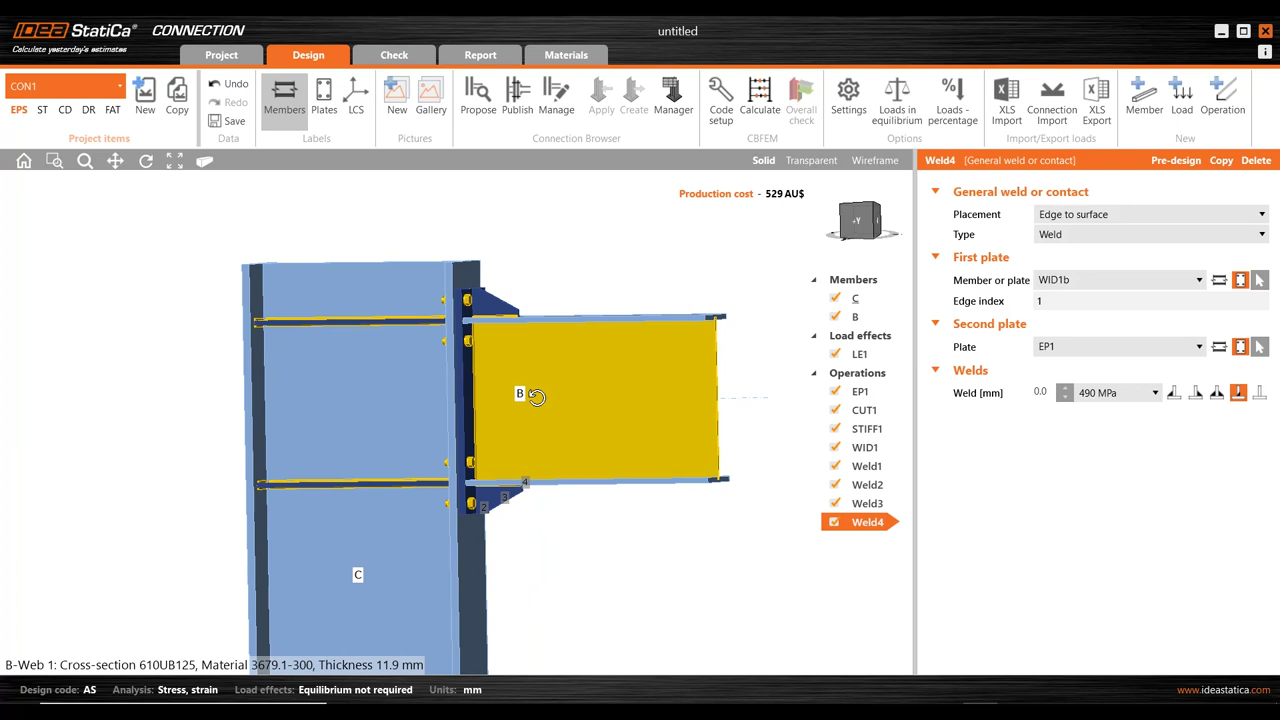 IDEA StatiCa® CONNECTION
Calculate yesterday's estimates
untitled
Project Design Check Report Materials
CON1
EPS ST CD DR FAT
New Copy
Project items
Undo
Redo
Save
Data
Members Plates LCS
Labels
New Gallery
Pictures
Propose Publish Manage Apply Create Manager
Connection Browser
Code setup Calculate Overall check
CBFEM
Settings Loads in equilibrium Loads - percentage
Options
XLS Import Connection Import XLS Export
Import/Export loads
Member Load Operation
New
Solid Transparent Wireframe
Production cost - 529 AU$
+Y
Members
C
B
Load effects
LE1
Operations
EP1
CUT1
STIFF1
WID1
Weld1
Weld2
Weld3
Weld4
B
4
3
2
C
B-Web 1: Cross-section 610UB125, Material 3679.1-300, Thickness 11.9 mm
Weld4 [General weld or contact] Pre-design Copy Delete
General weld or contact
Placement Edge to surface
Type Weld
First plate
Member or plate WID1b
Edge index 1
Second plate
Plate EP1
Welds
Weld [mm] 0.0 490 MPa
Design code: AS Analysis: Stress, strain Load effects: Equilibrium not required Units: mm
www.ideastatica.com